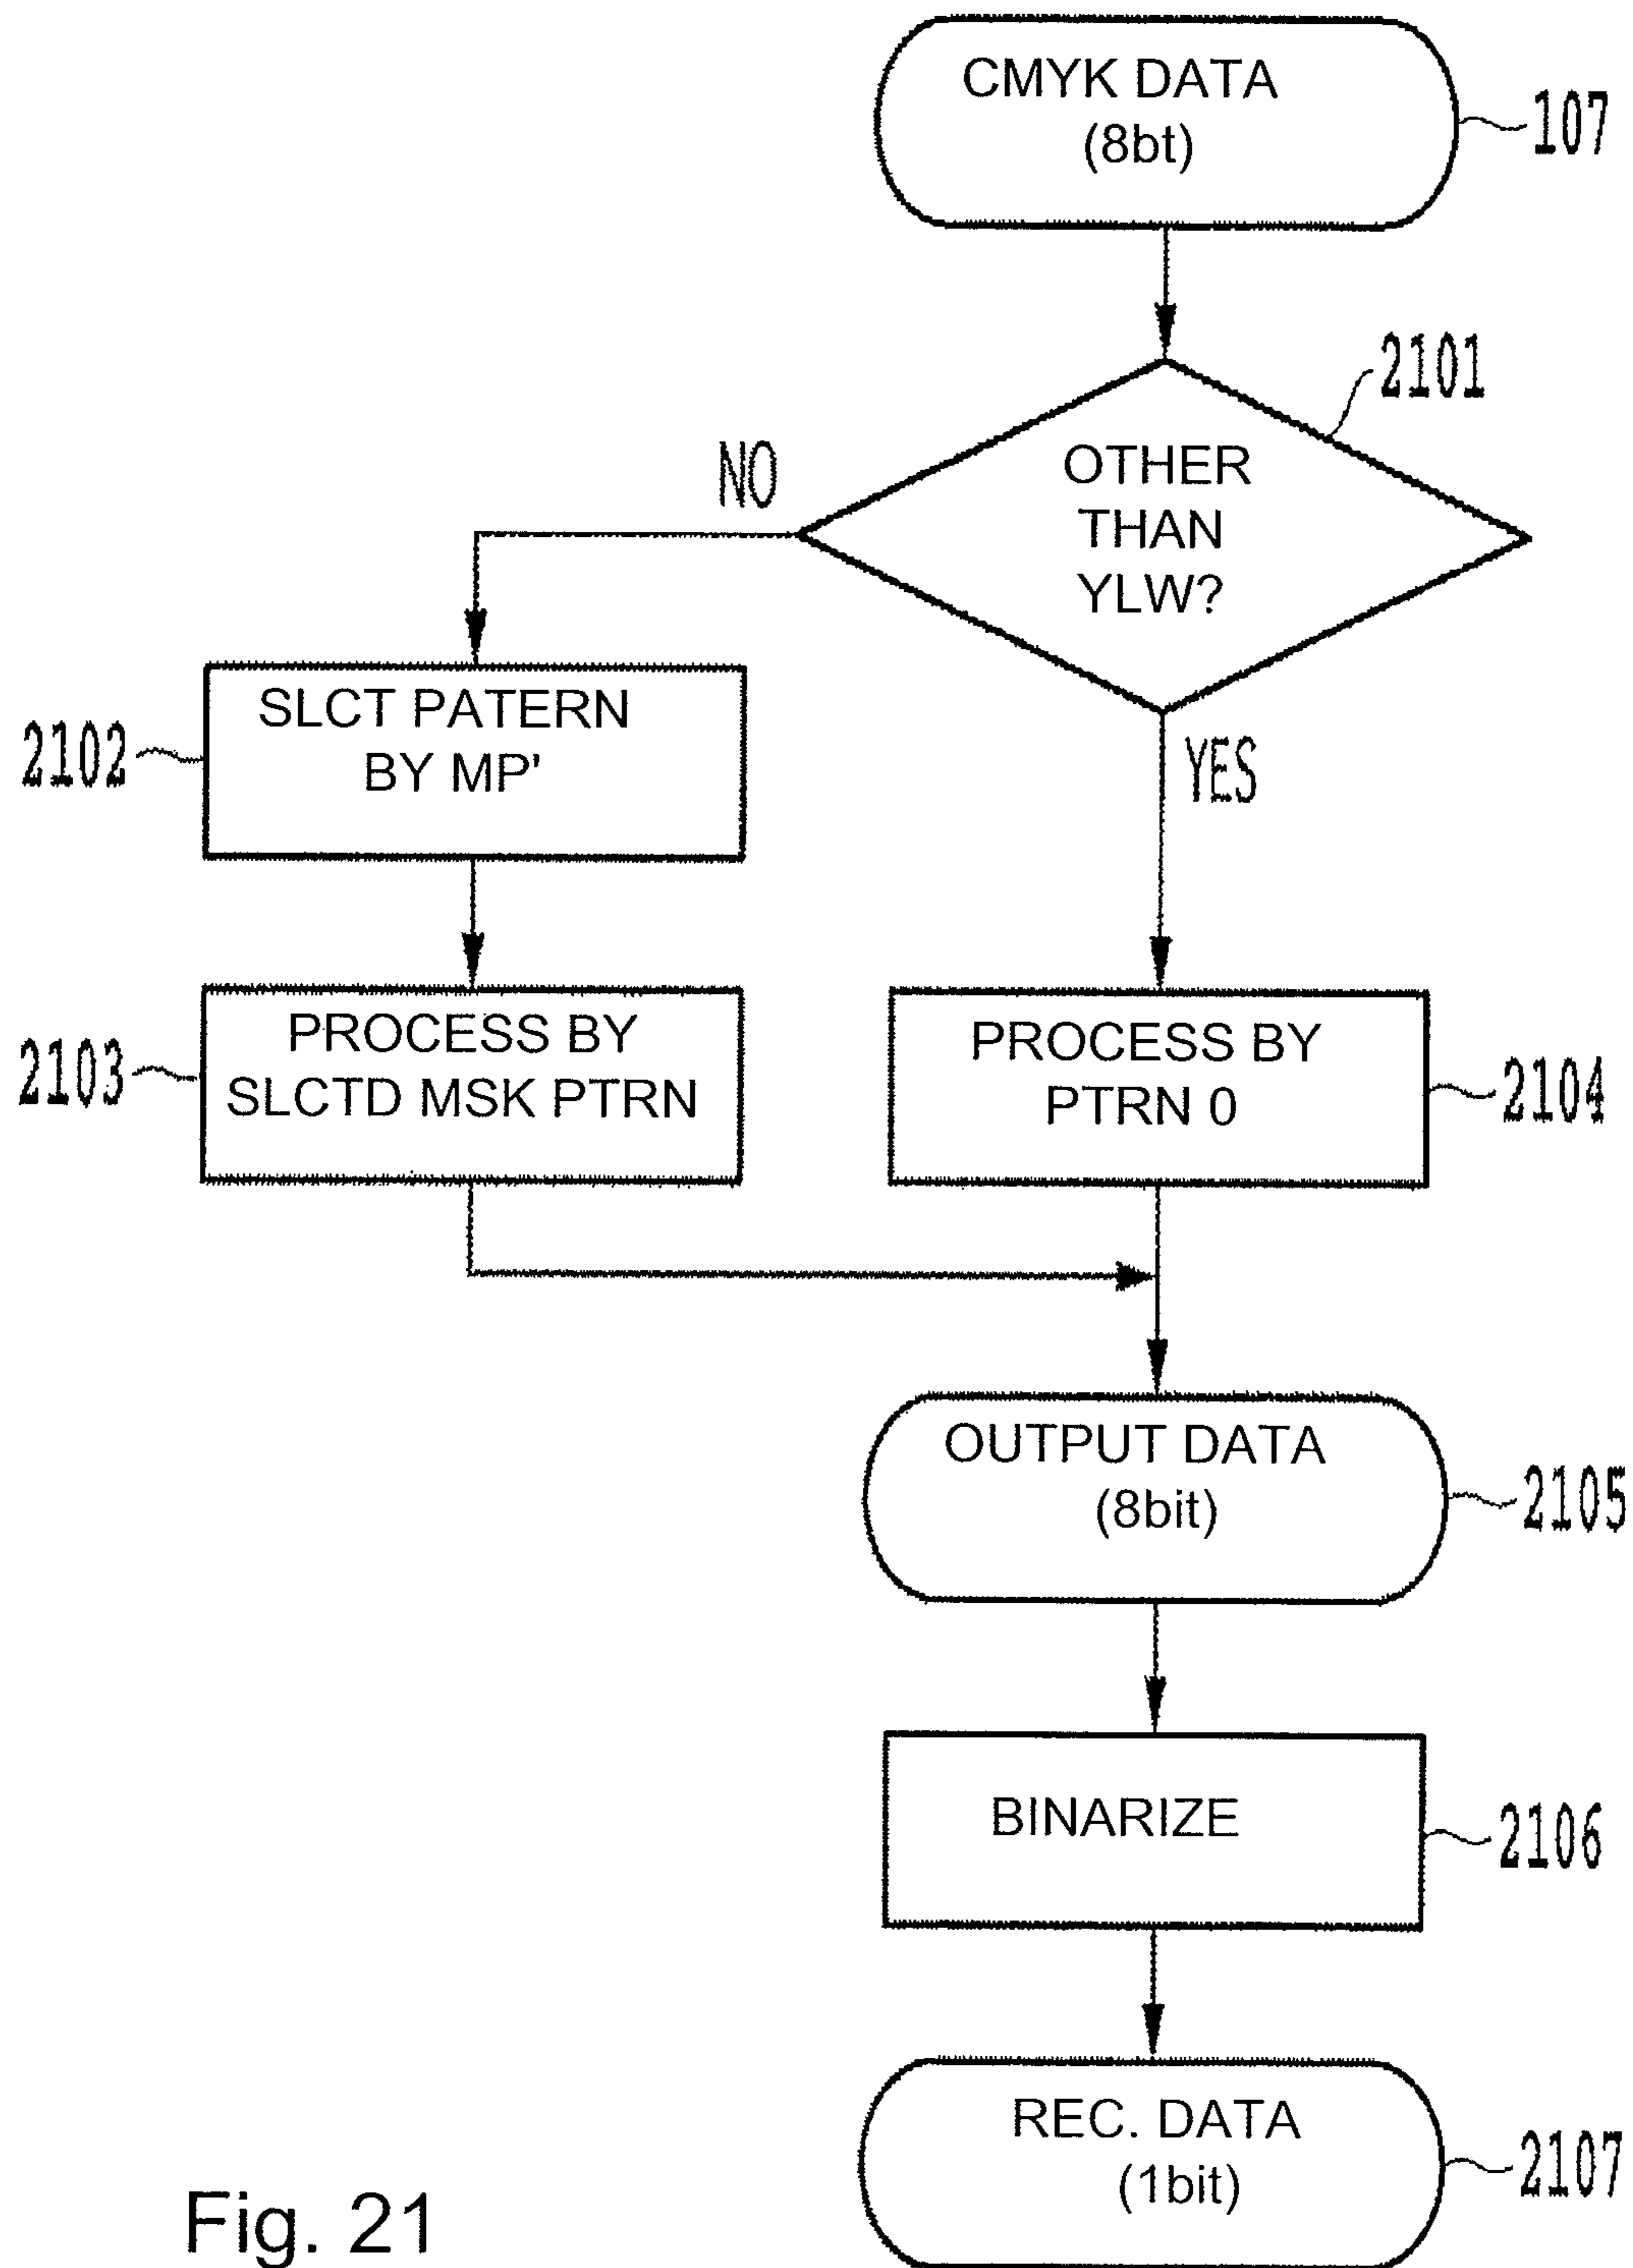 CMYK DATA
(8bt)
107
2101
OTHER
THAN
YLW?
NO
YES
SLCT PATERN
BY MP'
2102
PROCESS BY
SLCTD MSK PTRN
2103
PROCESS BY
PTRN 0
2104
OUTPUT DATA
(8bit)
2105
BINARIZE
2106
REC. DATA
(1bit)
2107
Fig. 21